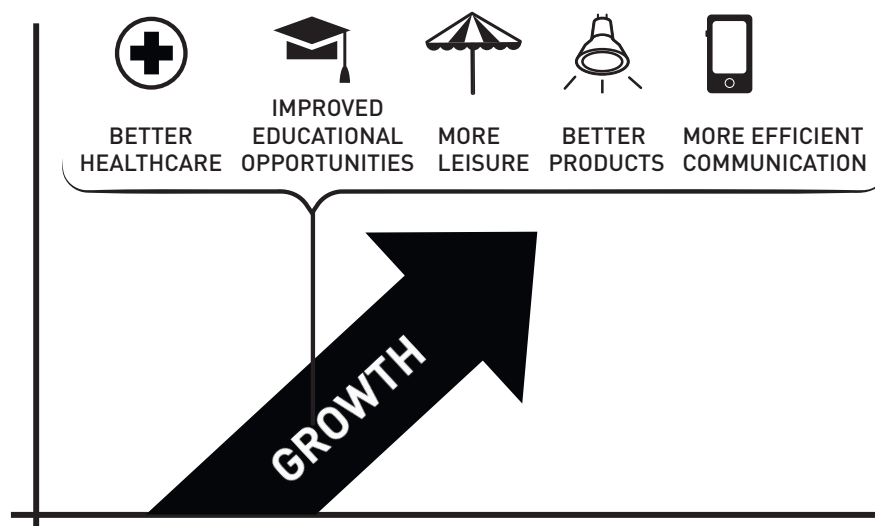 BETTER
HEALTHCARE
IMPROVED
EDUCATIONAL
OPPORTUNITIES
MORE
LEISURE
BETTER
PRODUCTS
MORE EFFICIENT
COMMUNICATION
GROWTH